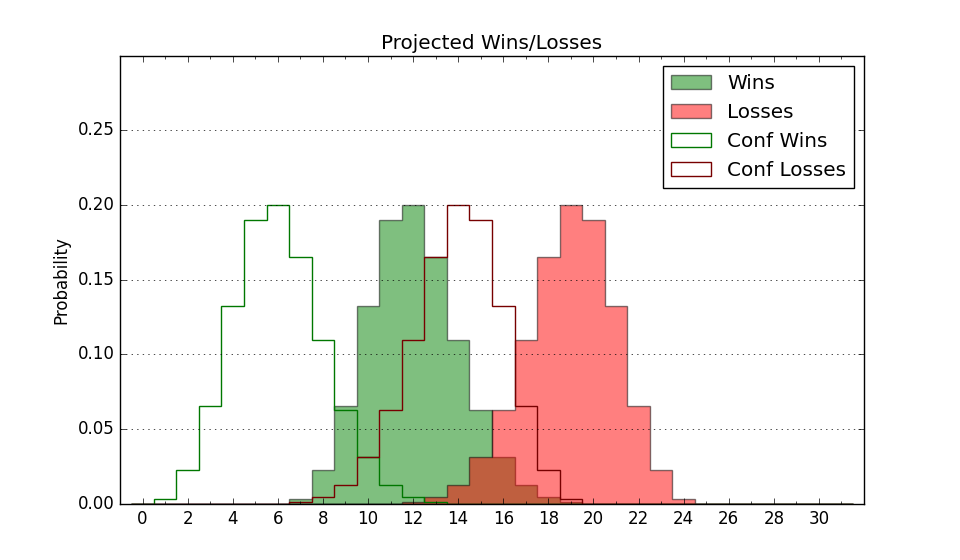 Projected Wins/Losses
Wins
Losses
Conf Wins
Conf Losses
Probability
0.25
0.20
0.15
0.10
0.05
0.00
0 2 4 6 8 10 12 14 16 18 20 22 24 26 28 30